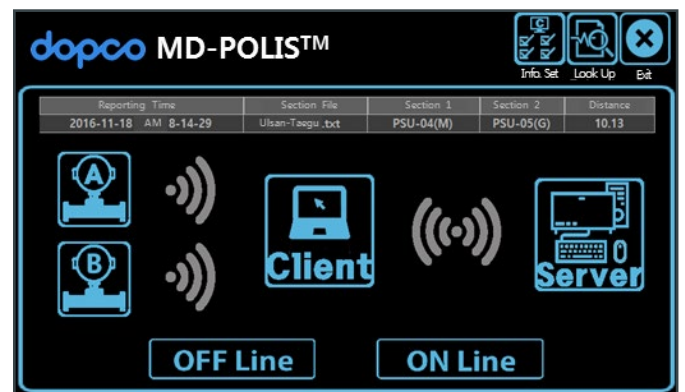 dopco MD-POLIS™
Info. Set Look Up Exit
Reporting Time Section File Section 1 Section 2 Distance
2016-11-18 AM 8-14-29 Ulsan-Taegu .txt PSU-04(M) PSU-05(G) 10.13
A
B
Client
Server
OFF Line ON Line